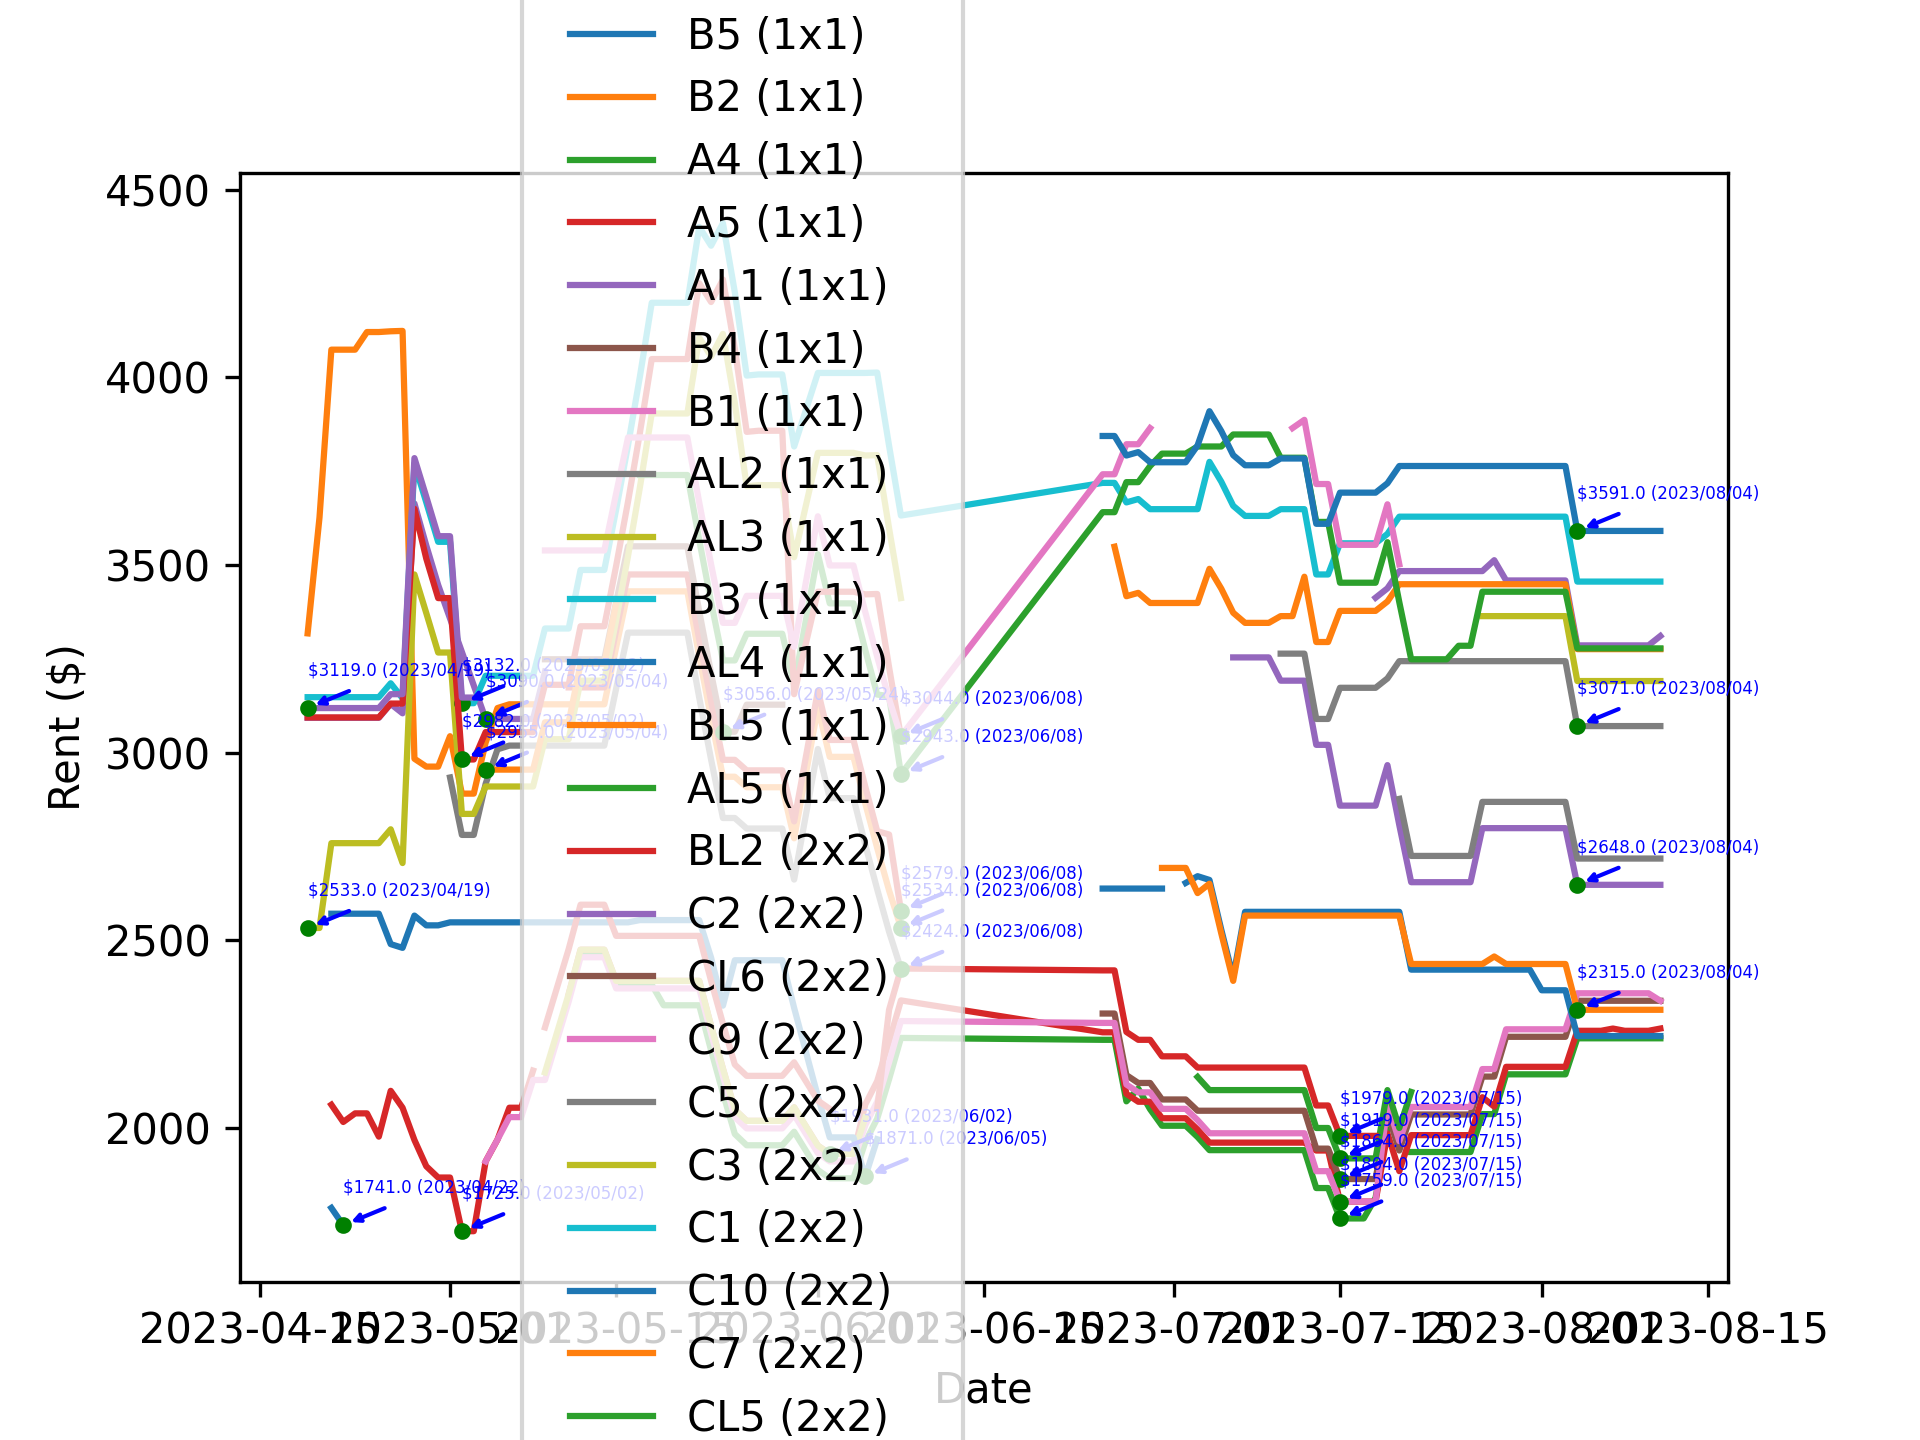 B5 (1x1)
B2 (1x1)
A4 (1x1)
A5 (1x1)
AL1 (1x1)
B4 (1x1)
B1 (1x1)
AL2 (1x1)
AL3 (1x1)
B3 (1x1)
AL4 (1x1)
BL5 (1x1)
AL5 (1x1)
BL2 (2x2)
C2 (2x2)
CL6 (2x2)
C9 (2x2)
C5 (2x2)
C3 (2x2)
C1 (2x2)
C10 (2x2)
C7 (2x2)
CL5 (2x2)
4500
4000
3500
3000
2500
2000
Rent ($)
$3591.0 (2023/08/04)
$3119.0 (2023/04/19)
$3132.0 (2023/05/02)
$3090.0 (2023/05/04)
$3056.0 (2023/05/24)
$3044.0 (2023/06/08)
$3071.0 (2023/08/04)
$2982.0 (2023/05/02)
$2943.0 (2023/06/08)
$2648.0 (2023/08/04)
$2533.0 (2023/04/19)
$2579.0 (2023/06/08)
$2534.0 (2023/06/08)
$2424.0 (2023/06/08)
$2315.0 (2023/08/04)
$1979.0 (2023/07/15)
(2023/06/02)
$1919.0 (2023/07/15)
$1871.0 (2023/06/05)
$1864.0 (2023/07/15)
$1804.0 (2023/07/15)
$1759.0 (2023/07/15)
$1741.0 (2023/04/22)
$1725.0 (2023/05/02)
2023-04-15
2023-05-01
2023-05-15
2023-06-01
2023-06-15
2023-07-01
2023-07-15
2023-08-01
2023-08-15
Date